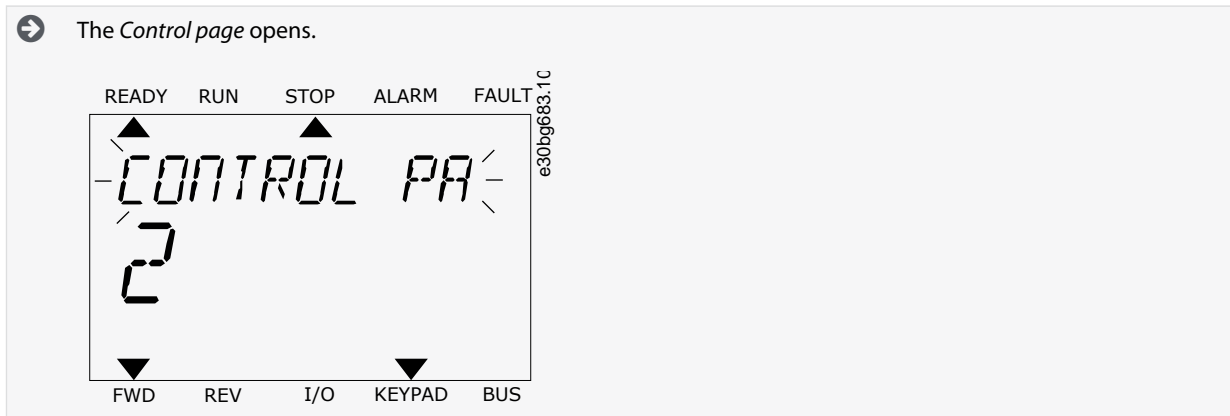 The Control page opens.
READY RUN STOP ALARM FAULT
CONTROL PA
2
FWD REV I/O KEYPAD BUS
e30bg683.10